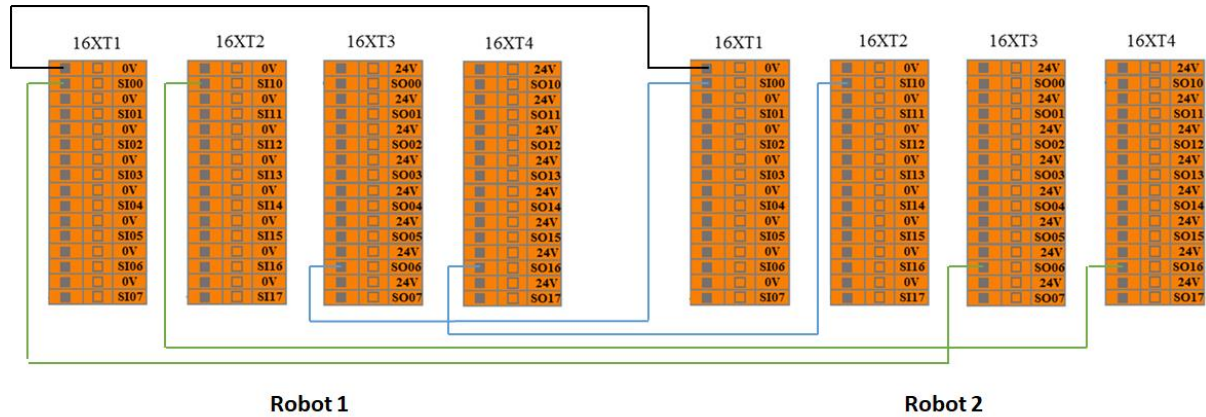 16XT1 16XT2 16XT3 16XT4 16XT1 16XT2 16XT3 16XT4
0V 0V 24V 24V 0V 0V 24V 24V
SI00 SI10 SO00 SO10 SI00 SI10 SO00 SO10
0V 0V 24V 24V 0V 0V 24V 24V
SI01 SI11 SO01 SO11 SI01 SI11 SO01 SO11
0V 0V 24V 24V 0V 0V 24V 24V
SI02 SI12 SO02 SO12 SI02 SI12 SO02 SO12
0V 0V 24V 24V 0V 0V 24V 24V
SI03 SI13 SO03 SO13 SI03 SI13 SO03 SO13
0V 0V 24V 24V 0V 0V 24V 24V
SI04 SI14 SO04 SO14 SI04 SI14 SO04 SO14
0V 0V 24V 24V 0V 0V 24V 24V
SI05 SI15 SO05 SO15 SI05 SI15 SO05 SO15
0V 0V 24V 24V 0V 0V 24V 24V
SI06 SI16 SO06 SO16 SI06 SI16 SO06 SO16
0V 0V 24V 24V 0V 0V 24V 24V
SI07 SI17 SO07 SO17 SI07 SI17 SO07 SO17
Robot 1 Robot 2